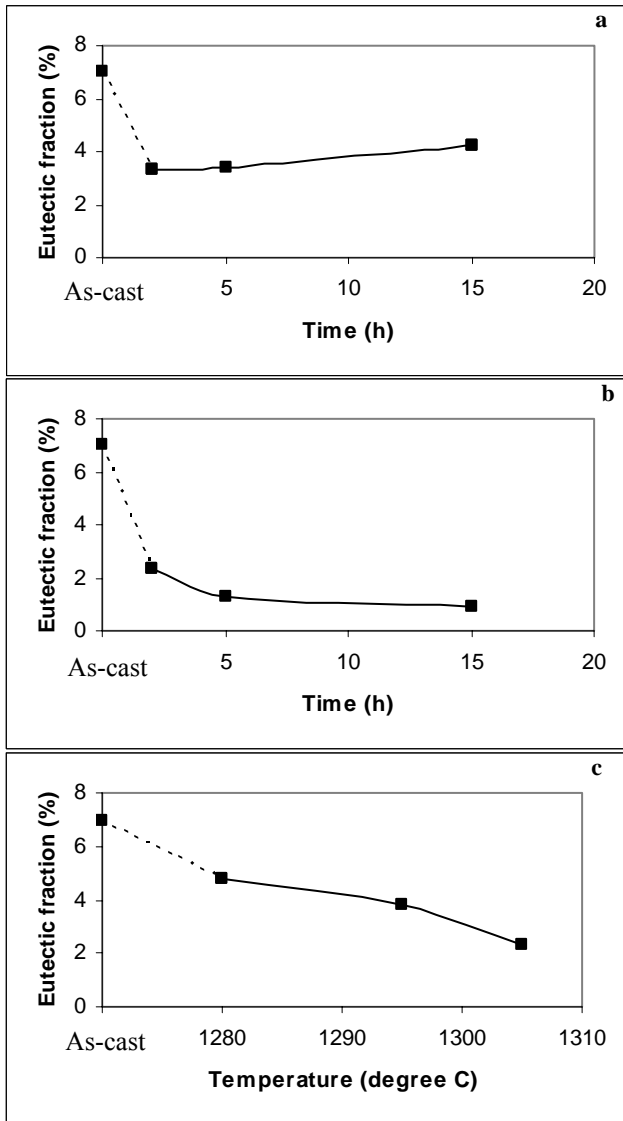 a
Eutectic fraction (%)
8
6
4
2
0
As-cast 5 10 15 20
Time (h)
b
Eutectic fraction (%)
8
6
4
2
0
As-cast 5 10 15 20
Time (h)
c
Eutectic fraction (%)
8
6
4
2
0
As-cast 1280 1290 1300 1310
Temperature (degree C)